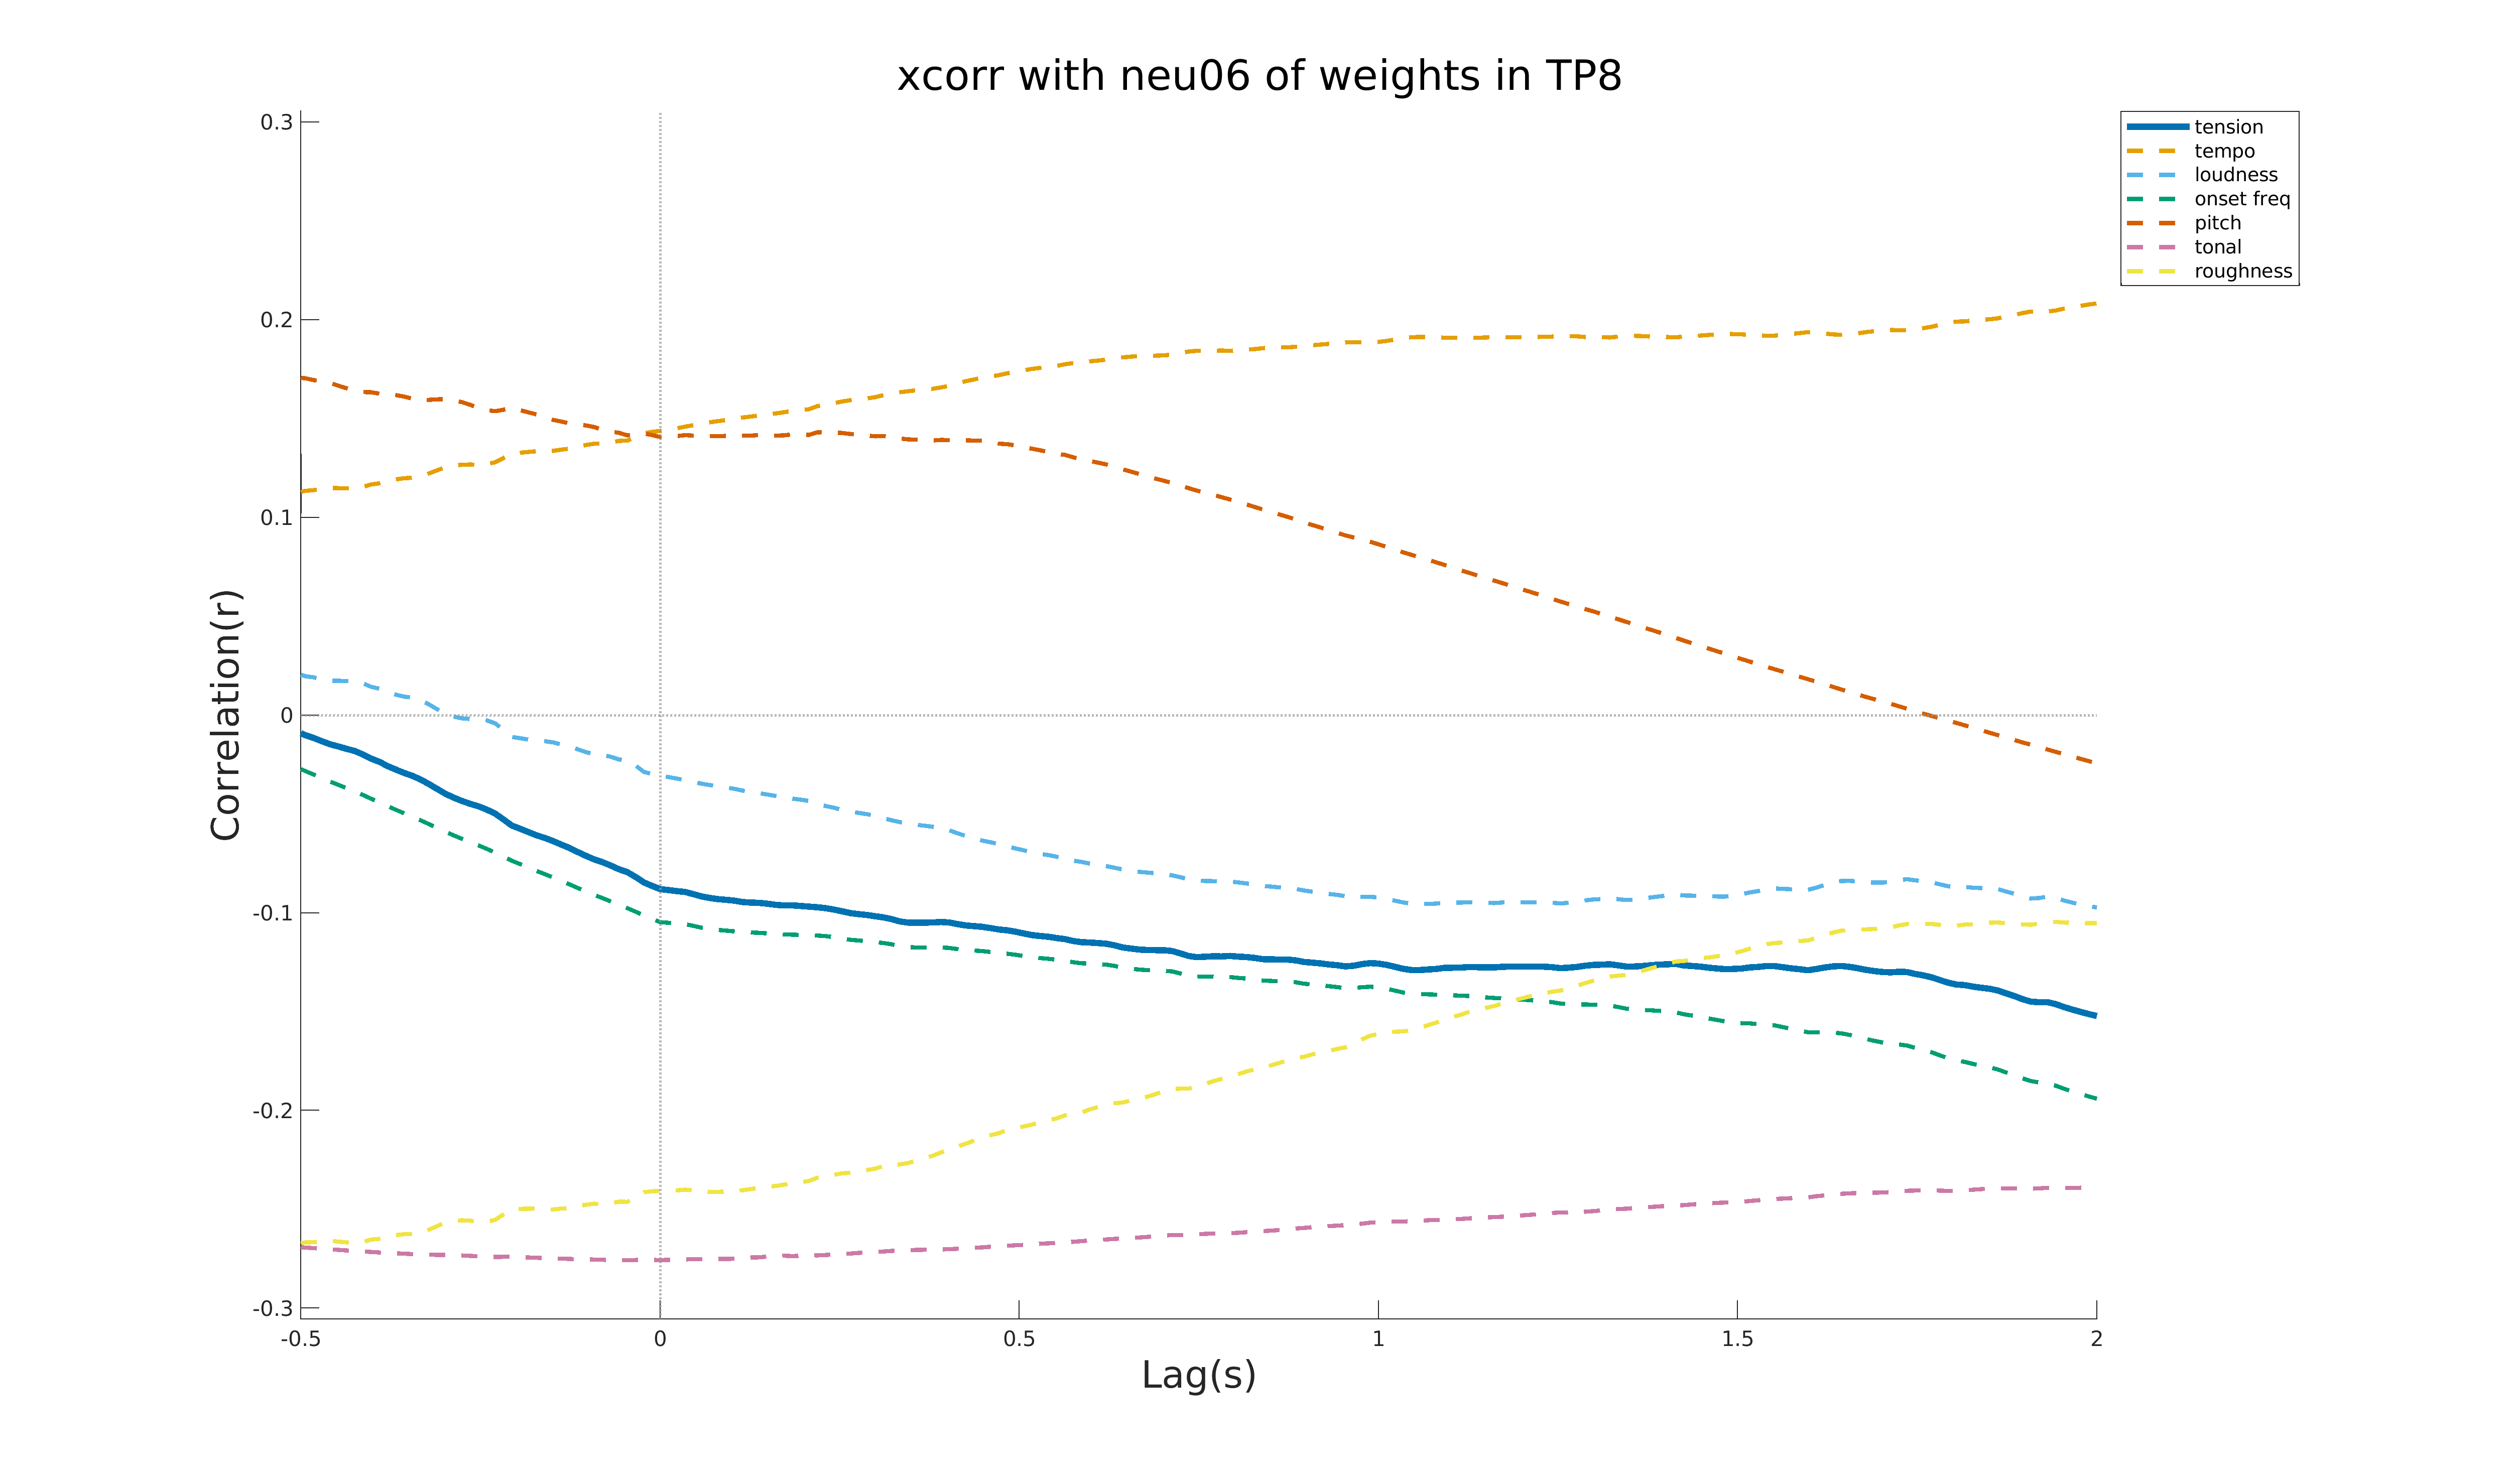 xcorr with neu06 of weights in TP8
tension
tempo
loudness
onset freq
pitch
tonal
roughness
0.3
0.2
0.1
0
-0.1
-0.2
-0.3
Correlation(r)
-0.5
0
0.5
1
1.5
2
Lag(s)